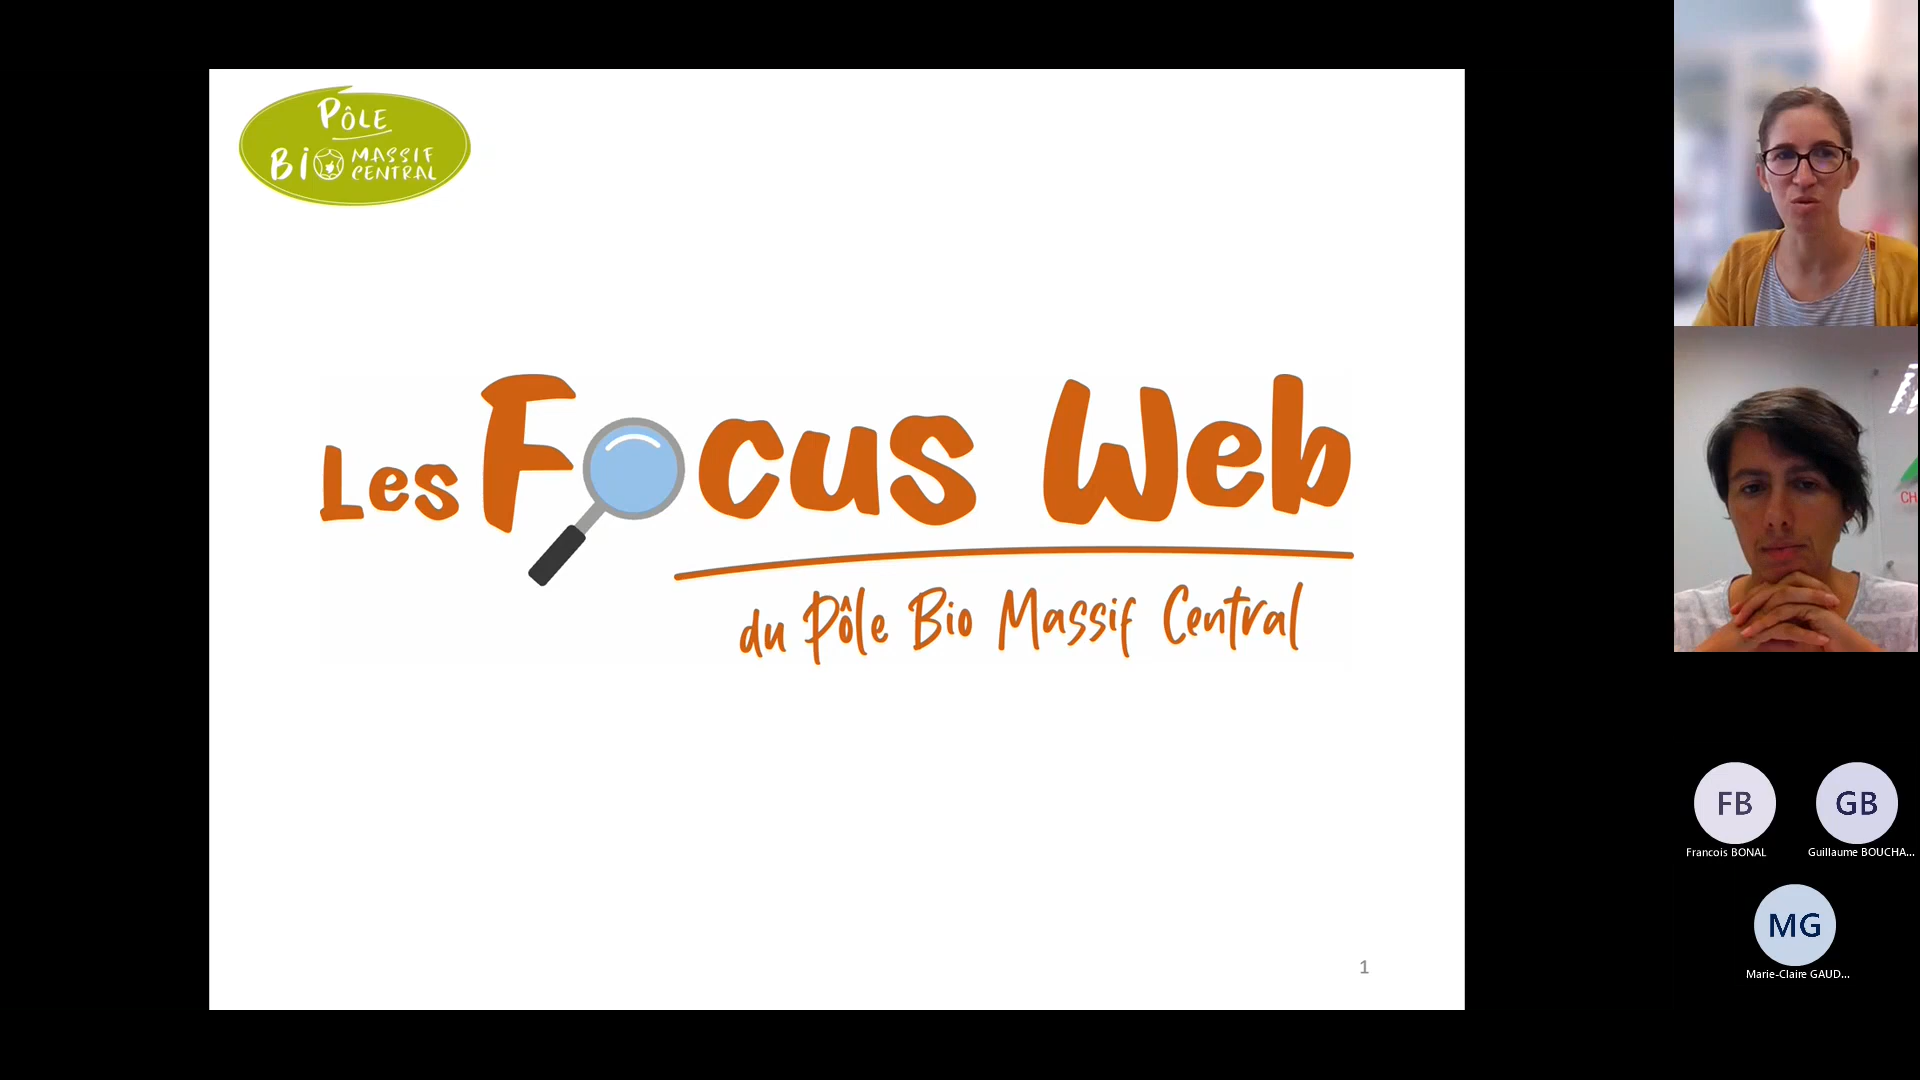 PÔLE
BIO MASSIF
CENTRAL
Les Focus Web
du Pôle Bio Massif Central
1
CH
FB
GB
Francois BONAL
Guillaume BOUCHA...
MG
Marie-Claire GAUD...